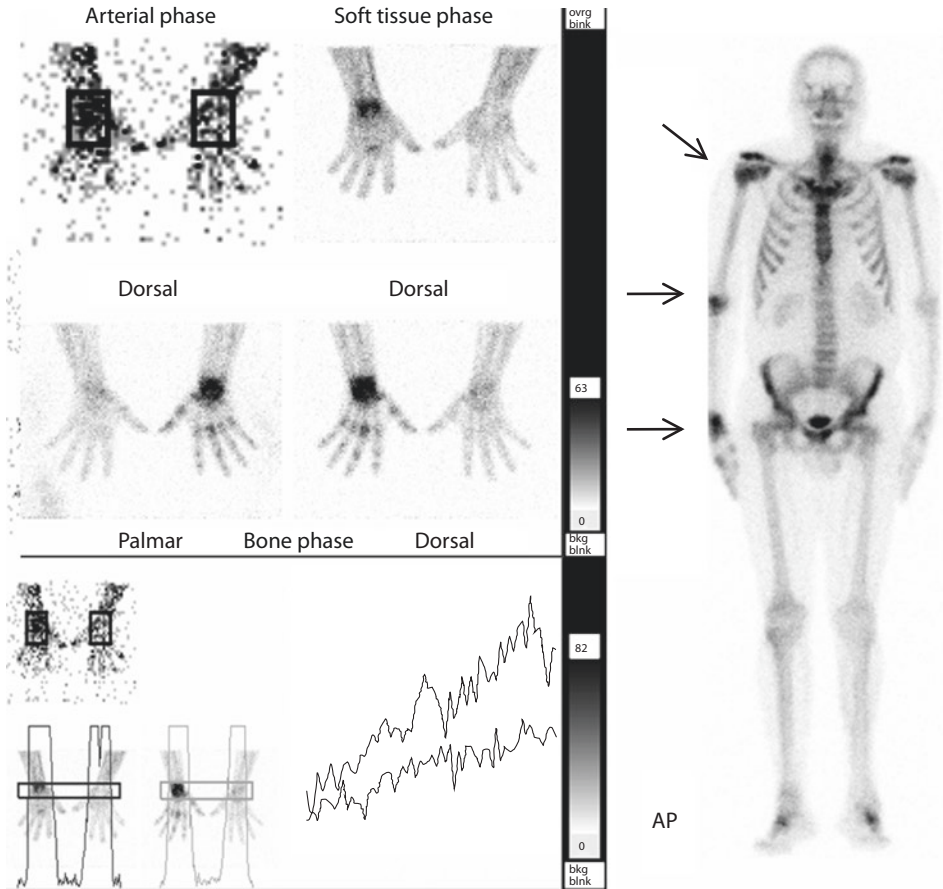 Arterial phase
Soft tissue phase
ovrg
bink
Dorsal
Dorsal
63
0
bkg
blnk
Palmar
Bone phase
Dorsal
82
0
bkg
blnk
AP